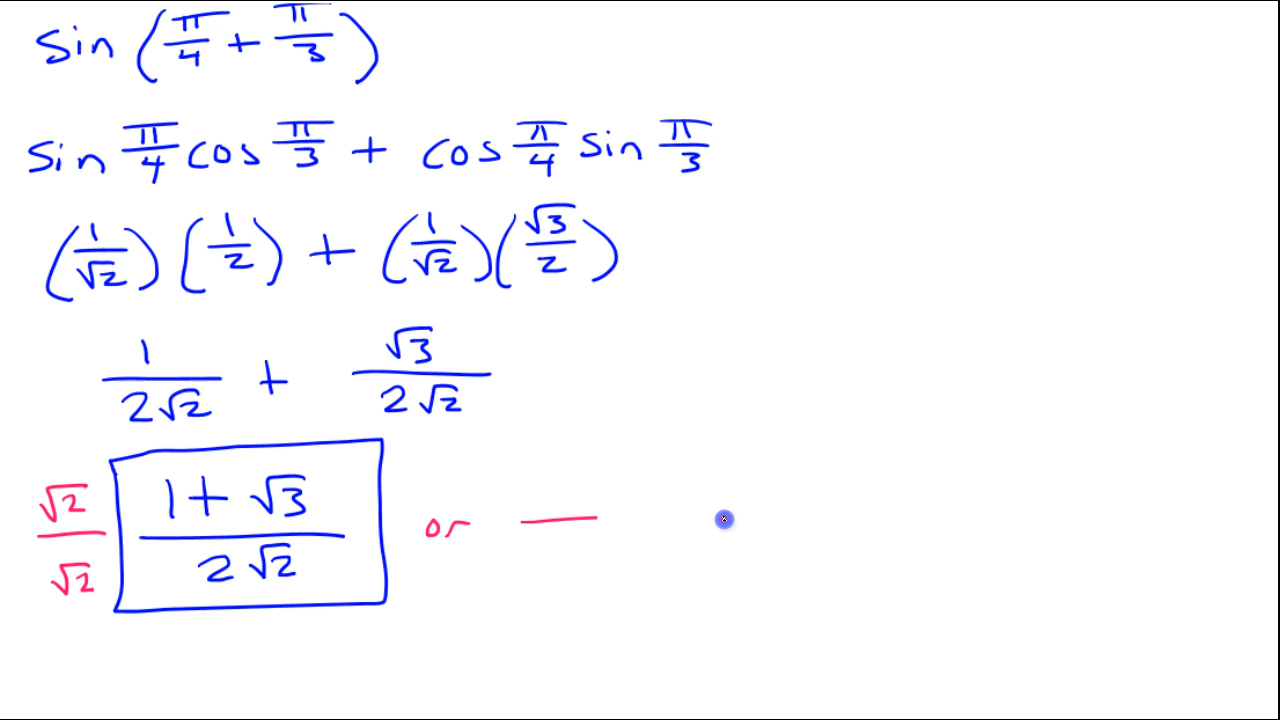 sin (π/4 + π/3)
sin π/4 cos π/3 + cos π/4 sin π/3
(1/√2) (1/2) + (1/√2)(√3/2)
1/2√2 + √3/2√2
√2/√2 1 + √3/2√2 or —